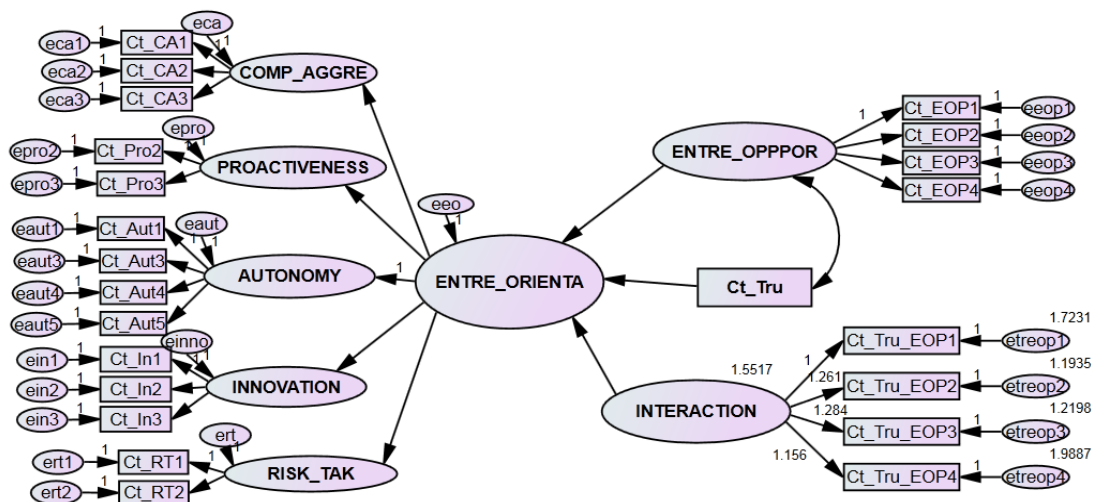 eca
eca1 1 Ct_CA1 1 1
eca2 1 Ct_CA2 COMP_AGGRE
eca3 1 Ct_CA3
epro
epro2 1 Ct_Pro2 1 1
PROACTIVENESS
epro3 1 Ct_Pro3
eaut1 1 Ct_Aut1 eaut
1 1
eaut3 1 Ct_Aut3
AUTONOMY
eaut4 1 Ct_Aut4
eaut5 1 Ct_Aut5
einno
ein1 1 Ct_In1 1 1
ein2 1 Ct_In2 INNOVATION
ein3 1 Ct_In3
ert
ert1 1 Ct_RT1 1 1
RISK_TAK
ert2 1 Ct_RT2
eeo
1
1 ENTRE_ORIENTA
ENTRE_OPPPOR
1 Ct_EOP1 1 eeop1
Ct_EOP2 1 eeop2
Ct_EOP3 1 eeop3
Ct_EOP4 1 eeop4
Ct_Tru
1.5517
INTERACTION
1.7231
1 Ct_Tru_EOP1 1 etreop1
1.1935
1.261 Ct_Tru_EOP2 1 etreop2
1.2198
1.284 Ct_Tru_EOP3 1 etreop3
1.9887
1.156 Ct_Tru_EOP4 1 etreop4